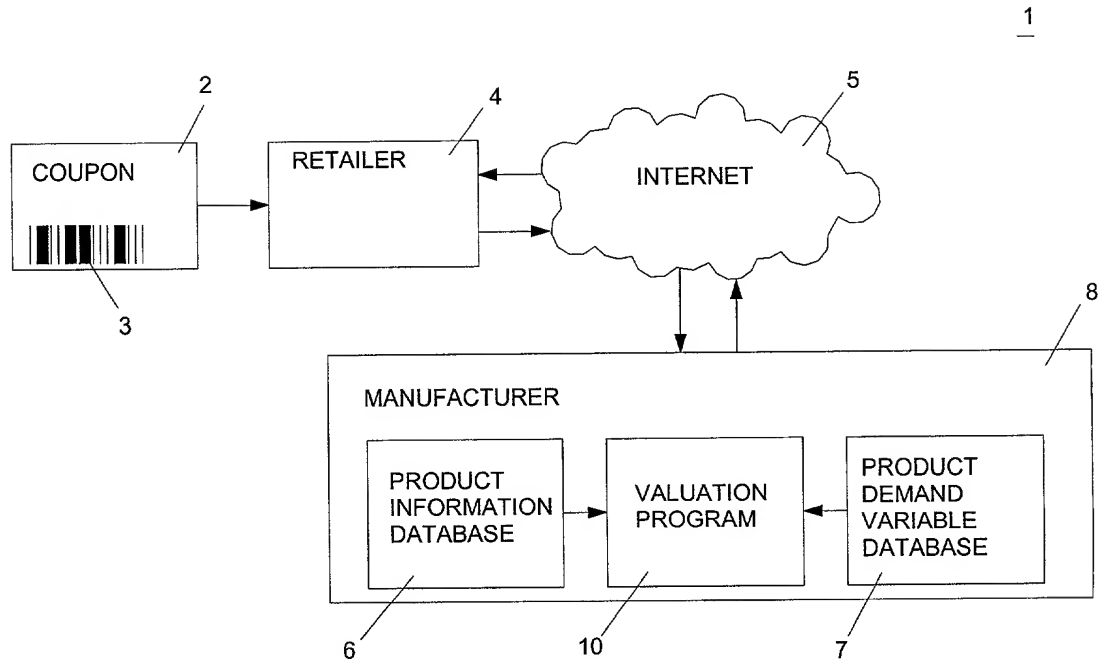 1
2
4
5
COUPON
RETAILER
INTERNET
3
8
MANUFACTURER
PRODUCT
INFORMATION
DATABASE
VALUATION
PROGRAM
PRODUCT
DEMAND
VARIABLE
DATABASE
6
10
7